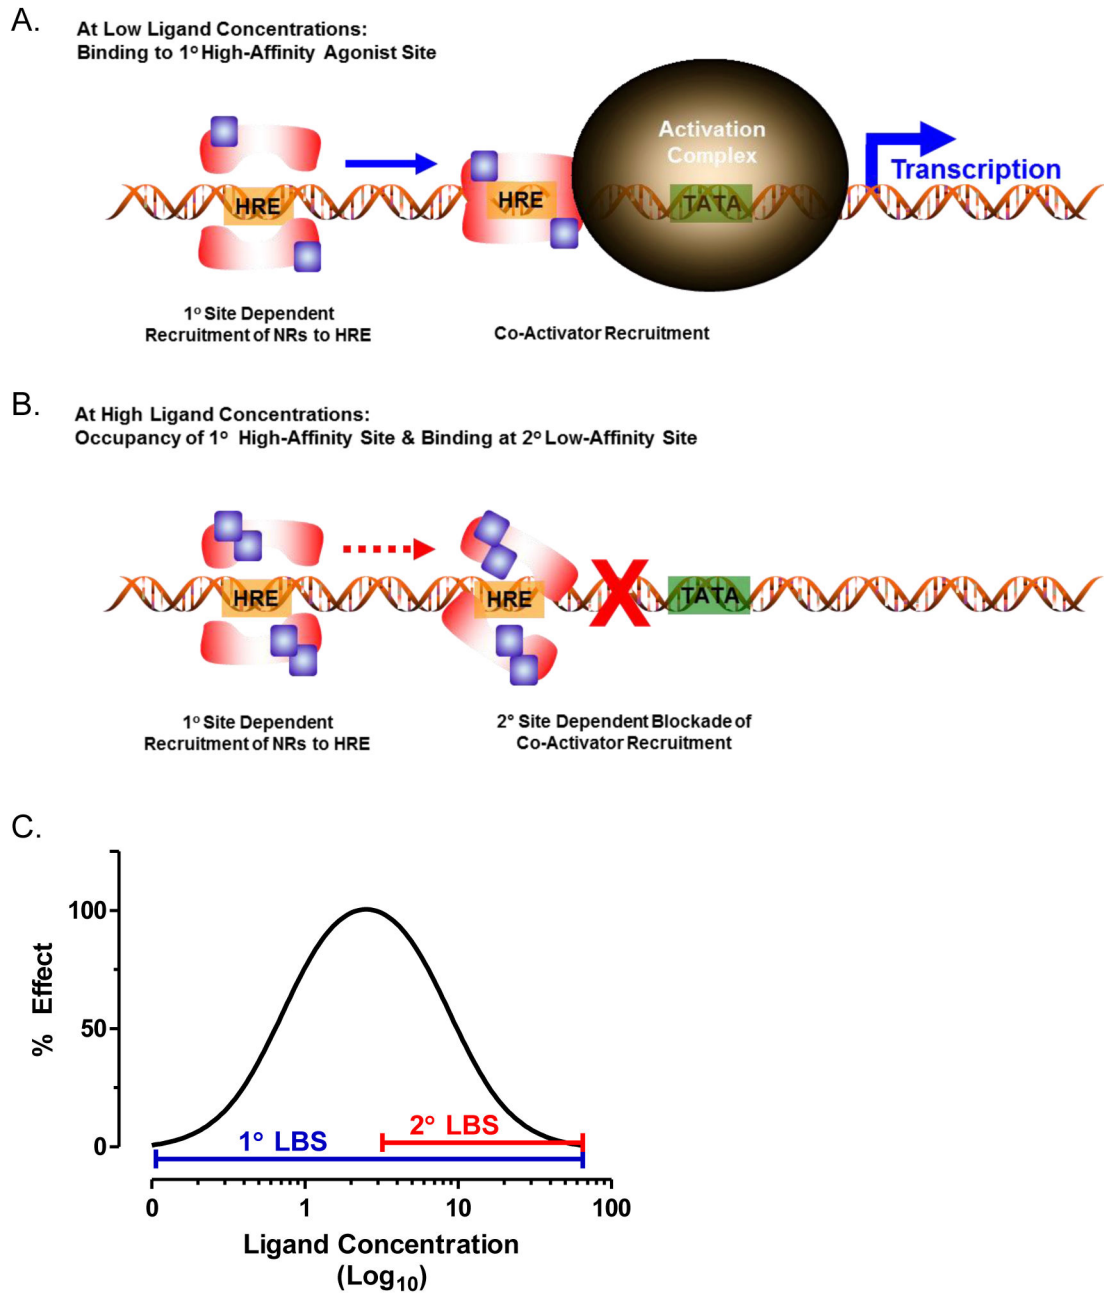 A.
At Low Ligand Concentrations:
Binding to 1° High-Affinity Agonist Site
Activation
Complex
Transcription
HRE
HRE
TATA
1° Site Dependent
Recruitment of NRs to HRE
Co-Activator Recruitment
B.
At High Ligand Concentrations:
Occupancy of 1° High-Affinity Site & Binding at 2° Low-Affinity Site
HRE
HRE
X
TATA
1° Site Dependent
Recruitment of NRs to HRE
2° Site Dependent Blockade of
Co-Activator Recruitment
C.
% Effect
100
50
0
1° LBS
2° LBS
0
1
10
100
Ligand Concentration
(Log10)